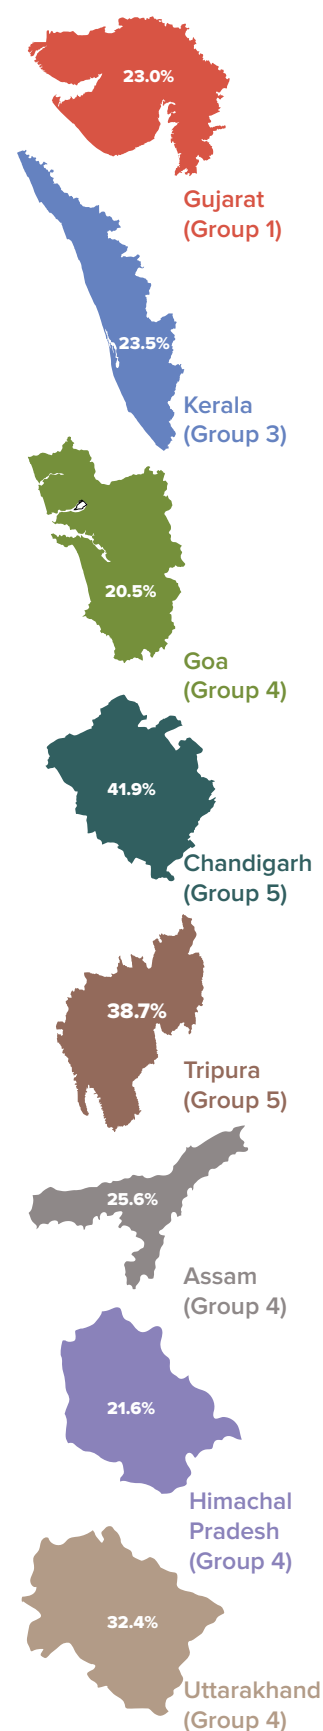 23.0%
Gujarat
(Group 1)
23.5%
Kerala
(Group 3)
20.5%
Goa
(Group 4)
41.9%
Chandigarh
(Group 5)
38.7%
Tripura
(Group 5)
25.6%
Assam
(Group 4)
21.6%
Himachal
Pradesh
(Group 4)
32.4%
Uttarakhand
(Group 4)